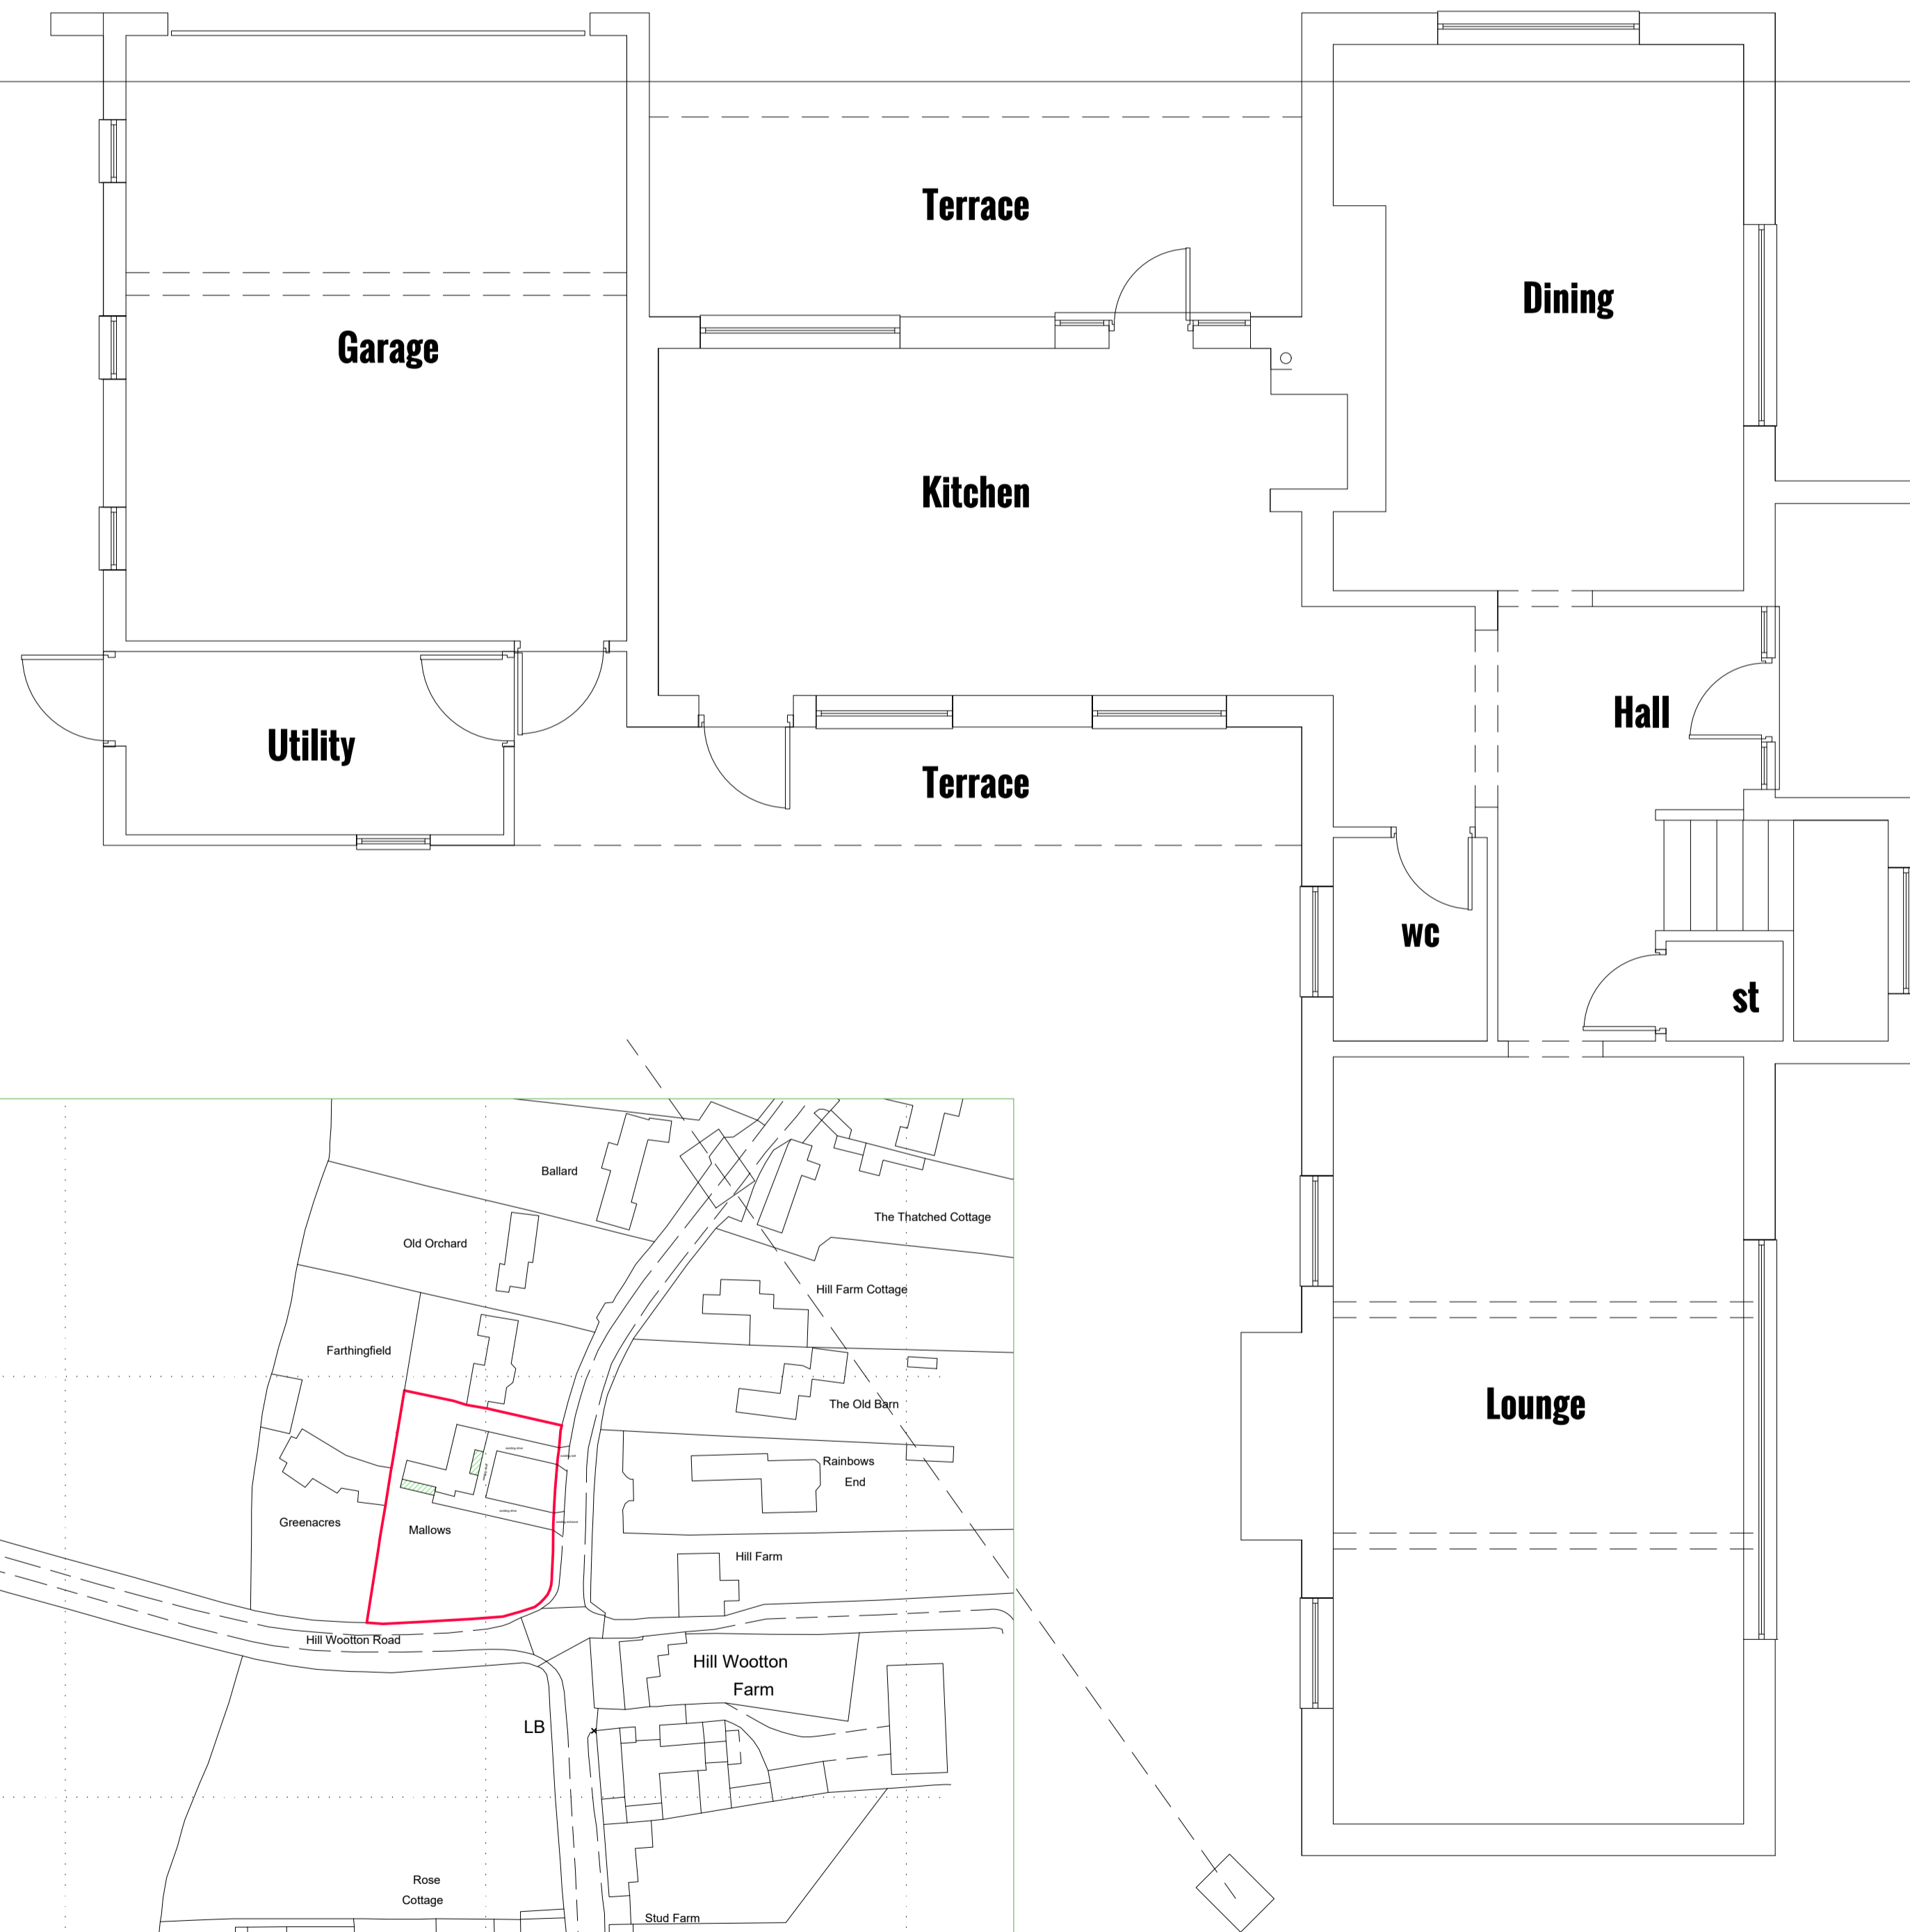 Terrace
Dining
Garage
Kitchen
Hall
Utility
Terrace
wc
st
Ballard
The Thatched Cottage
Old Orchard
Hill Farm Cottage
Farthingfield
The Old Barn
Lounge
Rainbows
End
Greenacres
Mallows
Hill Farm
Hill Wootton Road
Hill Wootton
Farm
LB
Rose
Cottage
Stud Farm